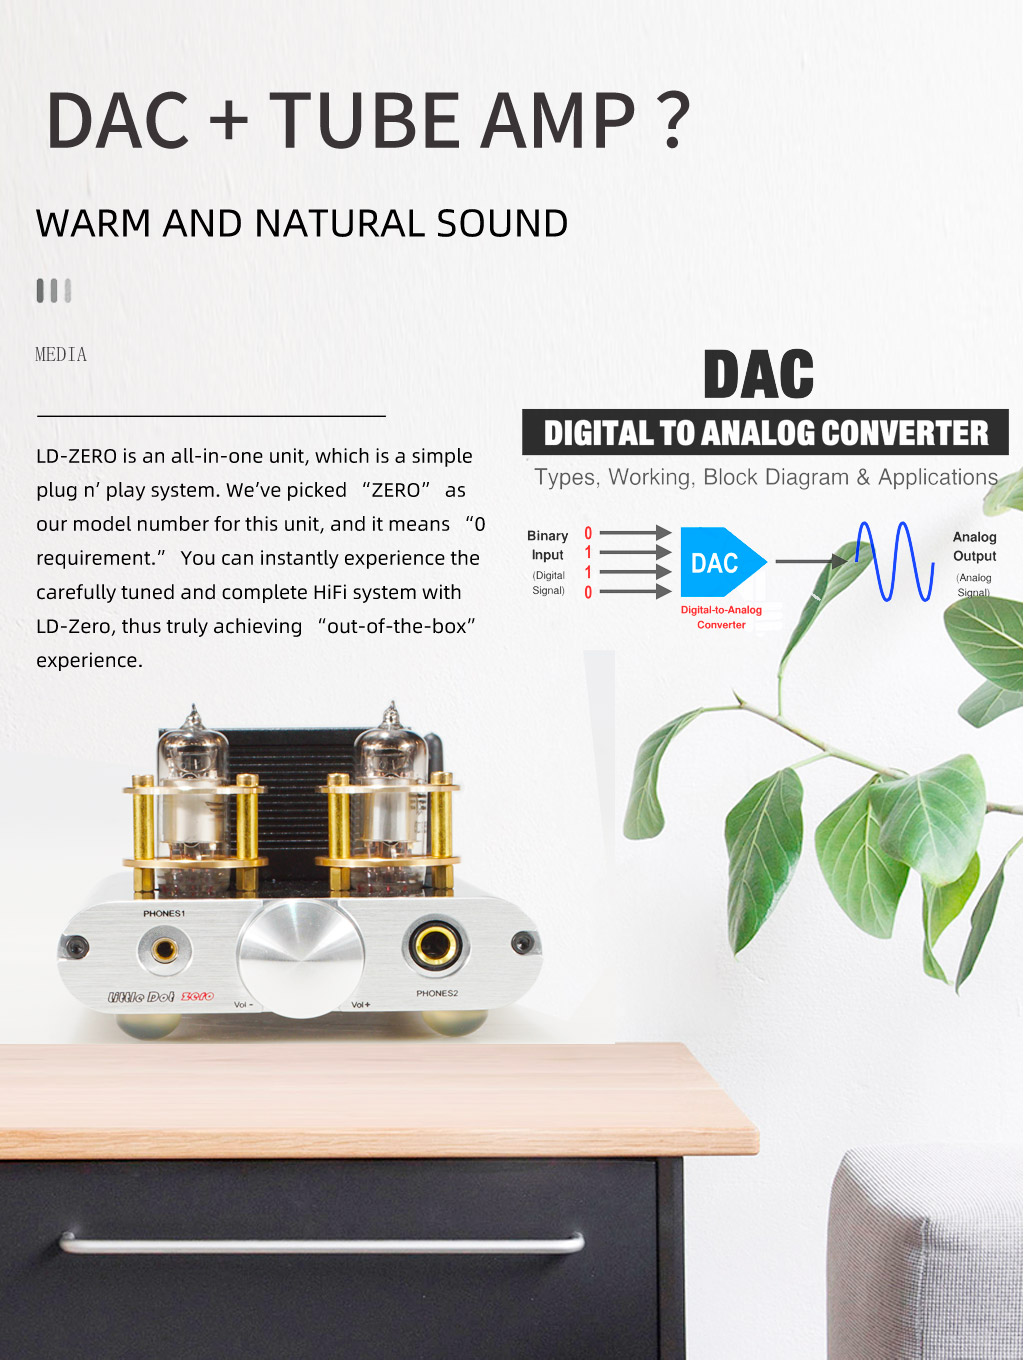 DAC + TUBE AMP ?
WARM AND NATURAL SOUND
MEDIA
LD-ZERO is an all-in-one unit, which is a simple
plug n’ play system. We’ve picked “ZERO” as
our model number for this unit, and it means “0
requirement.” You can instantly experience the
carefully tuned and complete HiFi system with
LD-Zero, thus truly achieving “out-of-the-box”
experience.
DAC
DIGITAL TO ANALOG CONVERTER
Types, Working, Block Diagram & Applications
Binary
Input
(Digital
Signal)
0
1
1
0
DAC
Digital-to-Analog
Converter
Analog
Output
(Analog
Signal)
PHONES1
Little Dot zero
Vol -
Vol +
PHONES2